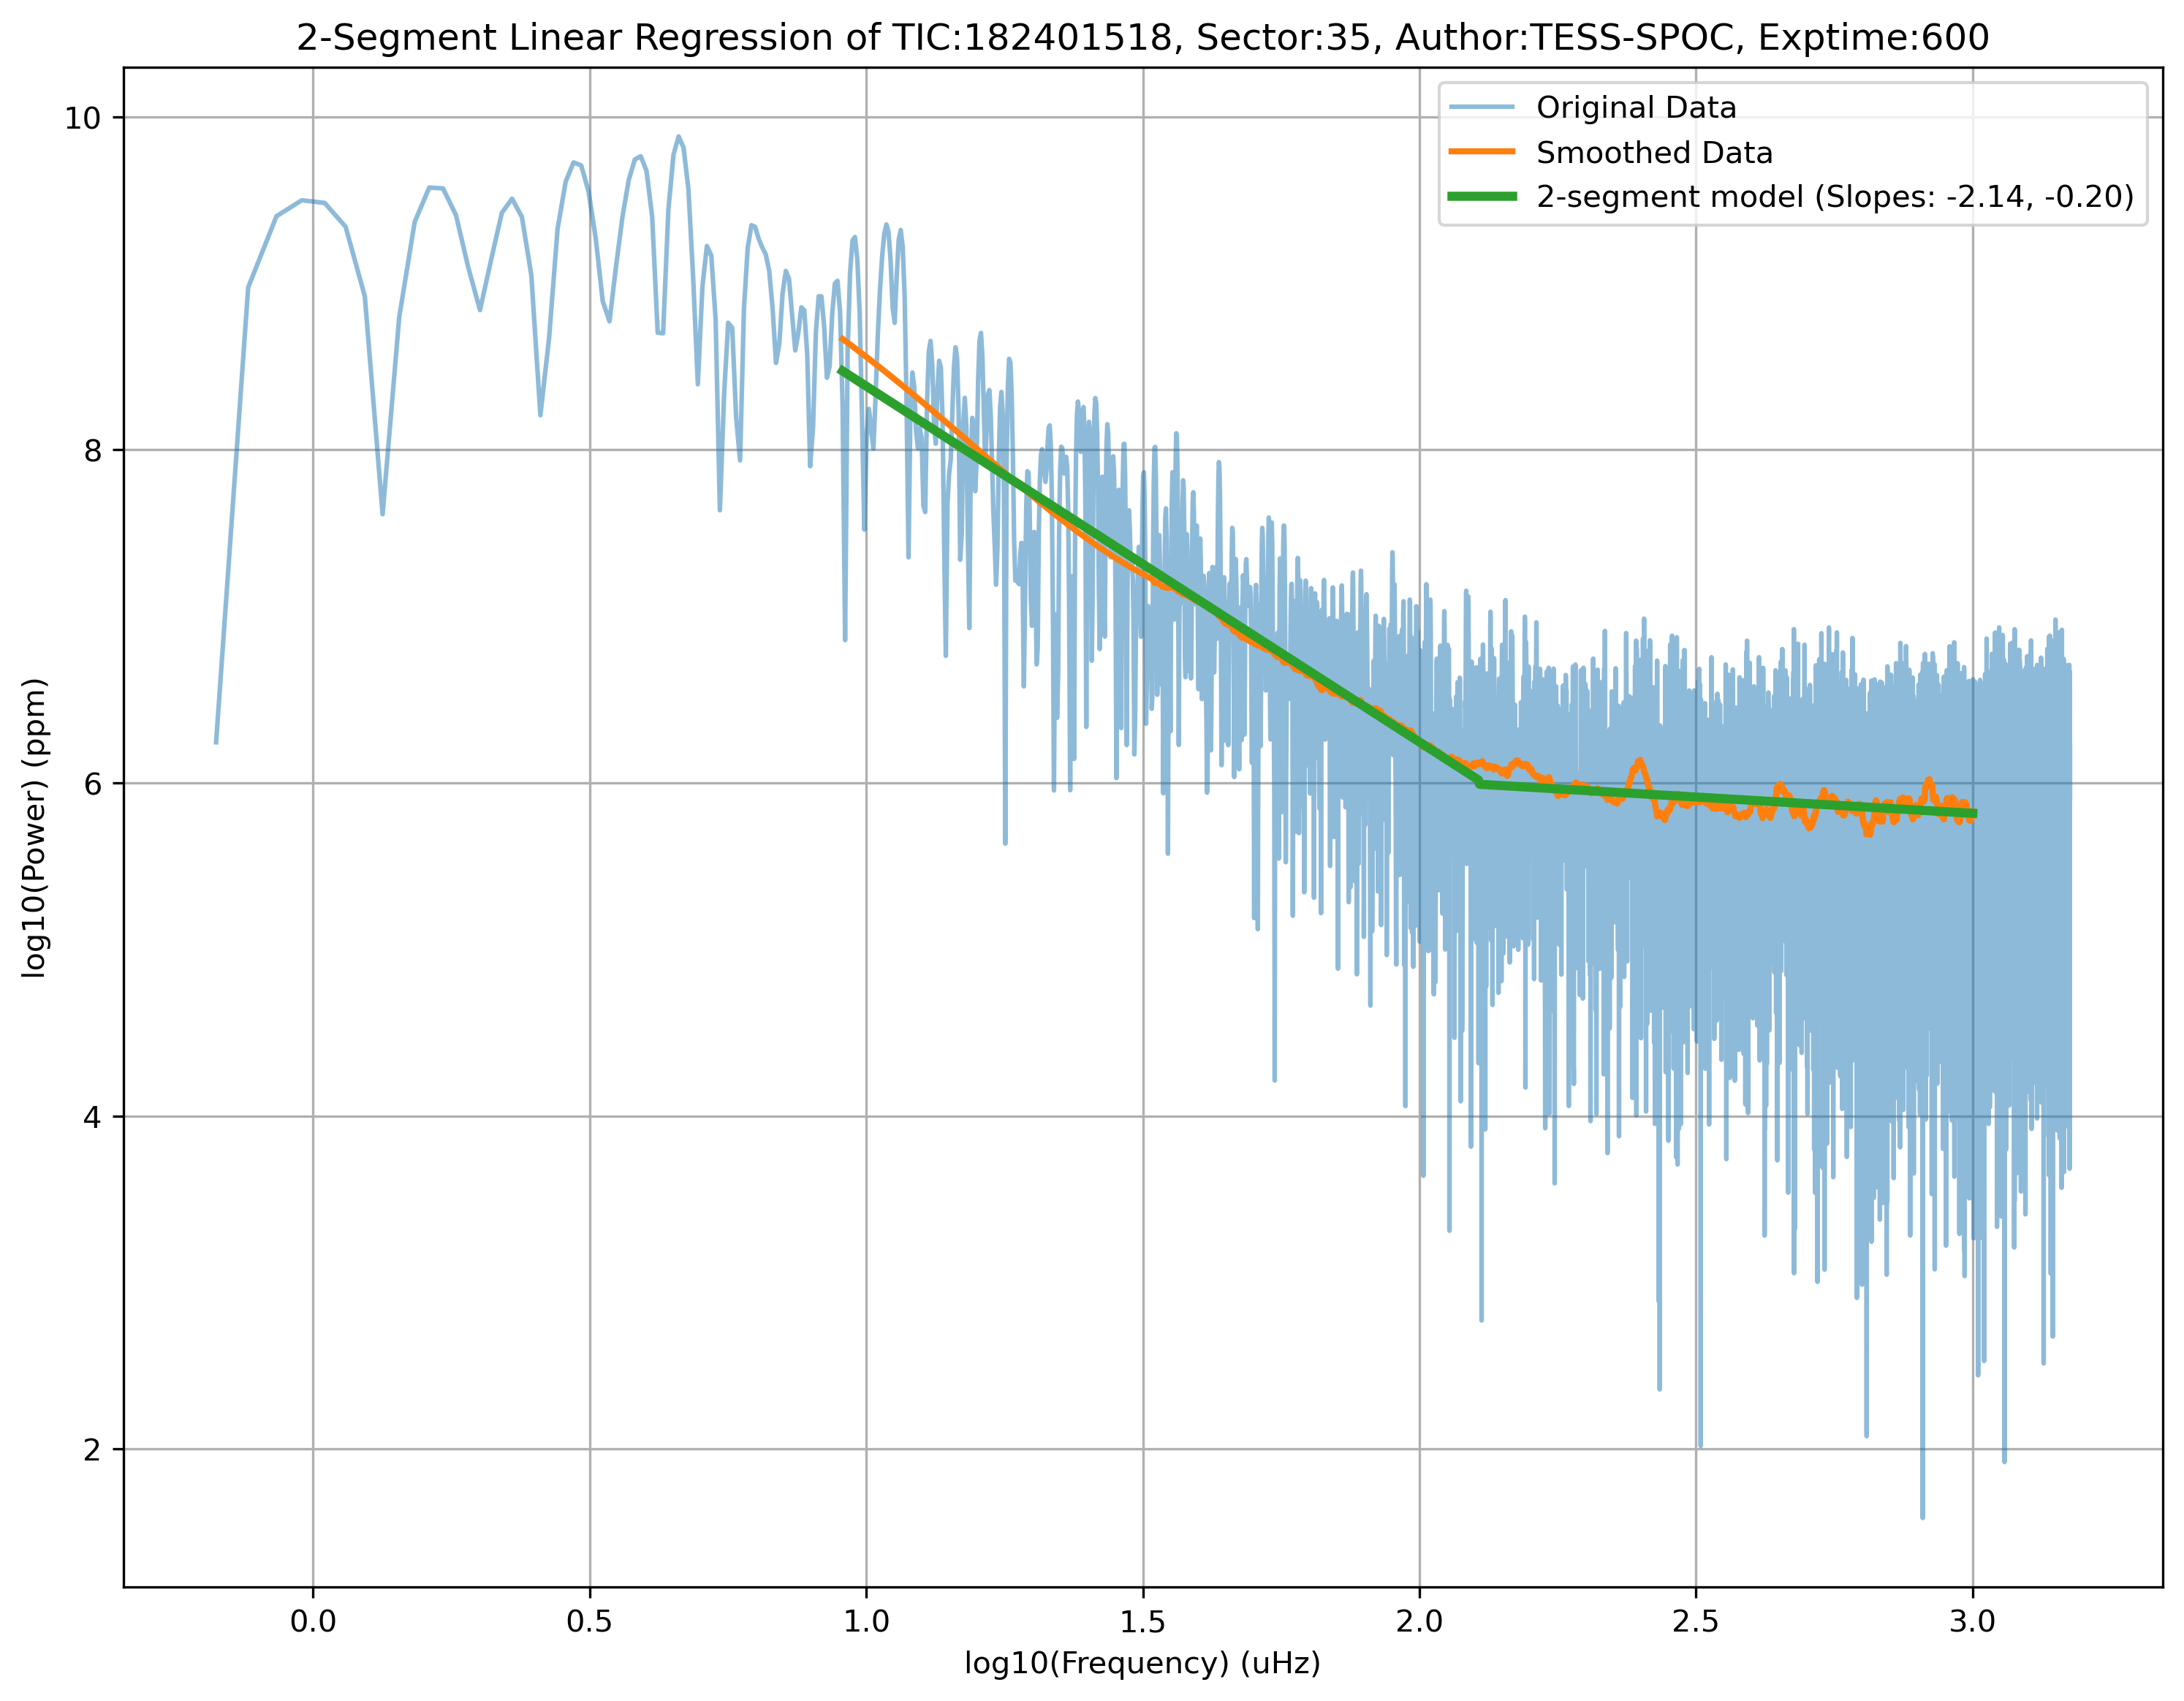 2-Segment Linear Regression of TIC:182401518, Sector:35, Author:TESS-SPOC, Exptime:600
Original Data
Smoothed Data
2-segment model (Slopes: -2.14, -0.20)
10
8
6
4
2
log10(Power) (ppm)
0.0 0.5 1.0 1.5 2.0 2.5 3.0
log10(Frequency) (uHz)